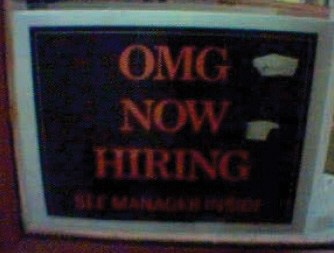 OMG
NOW
HIRING
SEE MANAGER INSIDE